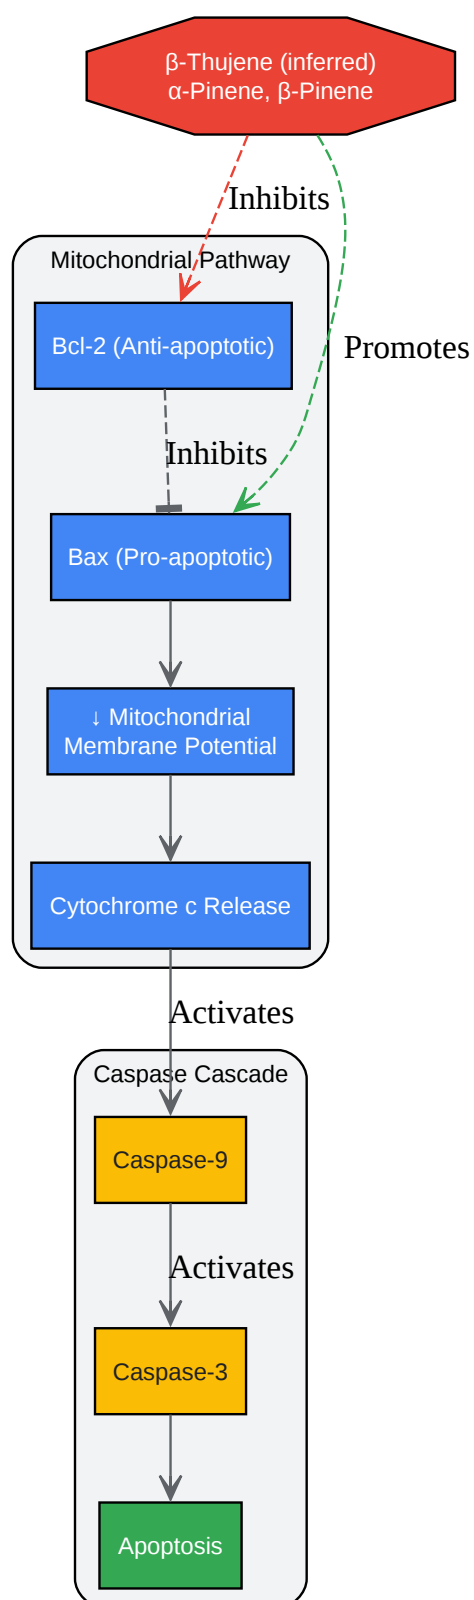 β-Thujene (inferred)
α-Pinene, β-Pinene
Inhibits
Mitochondrial Pathway
Bcl-2 (Anti-apoptotic)
Promotes
Inhibits
Bax (Pro-apoptotic)
↓ Mitochondrial
Membrane Potential
Cytochrome c Release
Activates
Caspase Cascade
Caspase-9
Activates
Caspase-3
Apoptosis